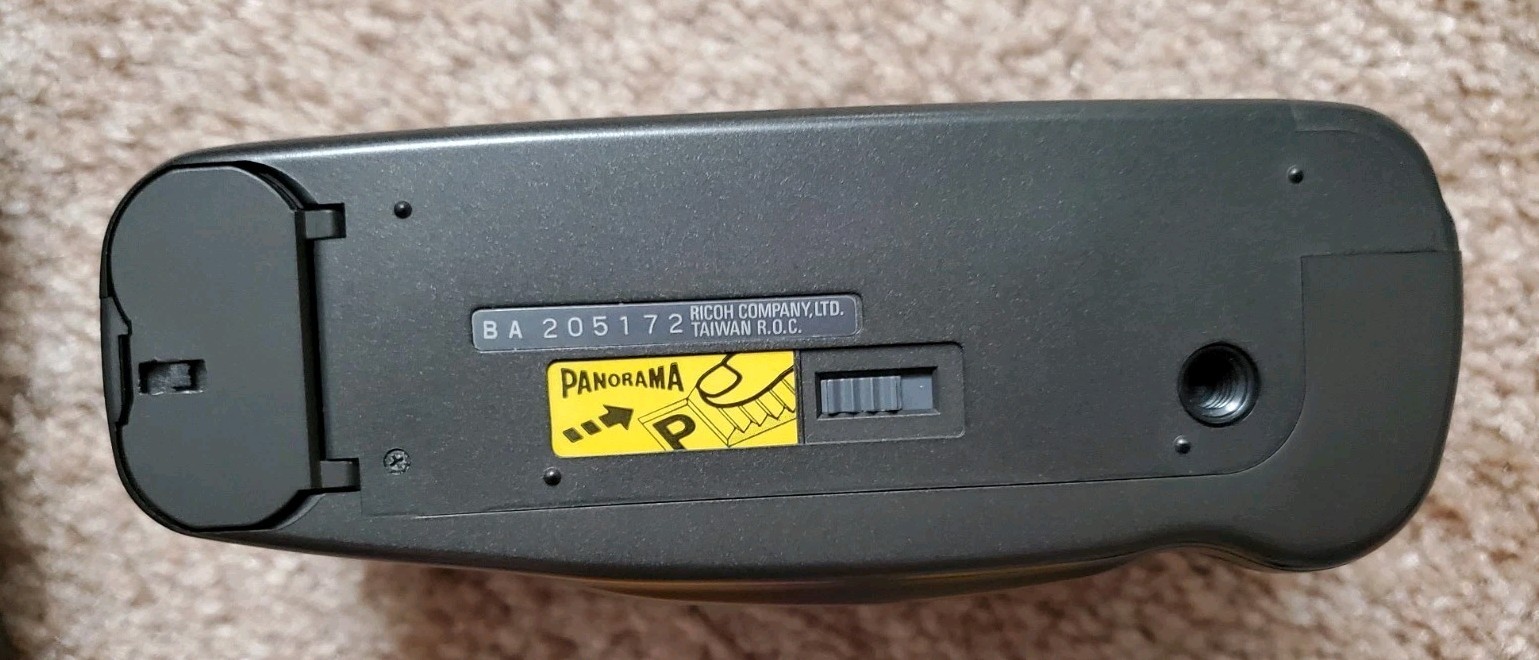 BA 205172 RICOH COMPANY,LTD.
TAIWAN R.O.C.
PANORAMA
P